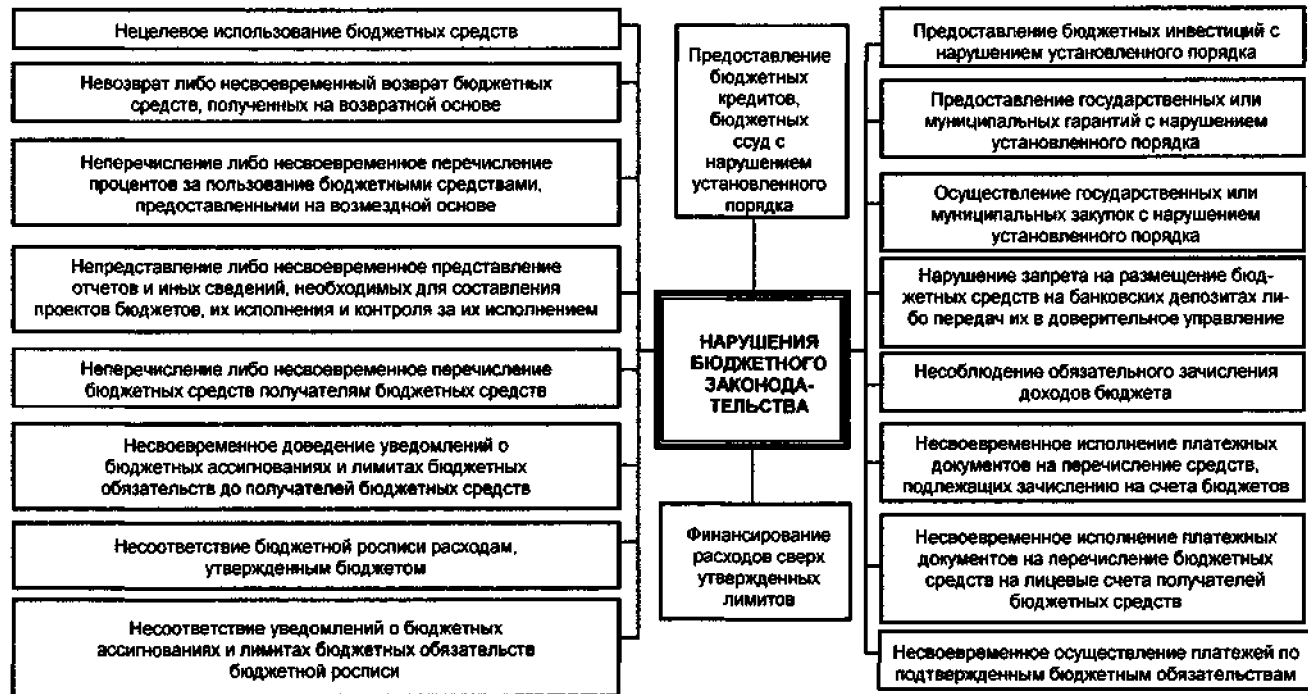 Нецелевое использование бюджетных средств
Невозврат либо несвоевременный возврат бюджетных
средств, полученных на возвратной основе
Неперечисление либо несвоевременное перечисление
процентов за пользование бюджетными средствами,
предоставленными на возмездной основе
Непредставление либо несвоевременное представление
отчетов и иных сведений, необходимых для составления
проектов бюджетов, их исполнения и контроля за их исполнением
Неперечисление либо несвоевременное перечисление
бюджетных средств получателям бюджетных средств
Несвоевременное доведение уведомлений о
бюджетных ассигнованиях и лимитах бюджетных
обязательств до получателей бюджетных средств
Несоответствие бюджетной росписи расходам,
утвержденным бюджетом
Несоответствие уведомлений о бюджетных
ассигнованиях и лимитах бюджетных обязательств
бюджетной росписи
Предоставление
бюджетных
кредитов,
бюджетных
ссуд с
нарушением
установленного
порядка
НАРУШЕНИЯ
БЮДЖЕТНОГО
ЗАКОНОДА-
ТЕЛЬСТВА
Финансирование
расходов сверх
утвержденных
лимитов
Предоставление бюджетных инвестиций с
нарушением установленного порядка
Предоставление государственных или
муниципальных гарантий с нарушением
установленного порядка
Осуществление государственных или
муниципальных закупок с нарушением
установленного порядка
Нарушение запрета на размещение бюд-
жетных средств на банковских депозитах ли-
бо передач их в доверительное управление
Несоблюдение обязательного зачисления
доходов бюджета
Несвоевременное исполнение платежных
документов на перечисление средств,
подлежащих зачислению на счета бюджетов
Несвоевременное исполнение платежных
документов на перечисление бюджетных
средств на лицевые счета получателей
бюджетных средств
Несвоевременное осуществление платежей по
подтвержденным бюджетным обязательствам